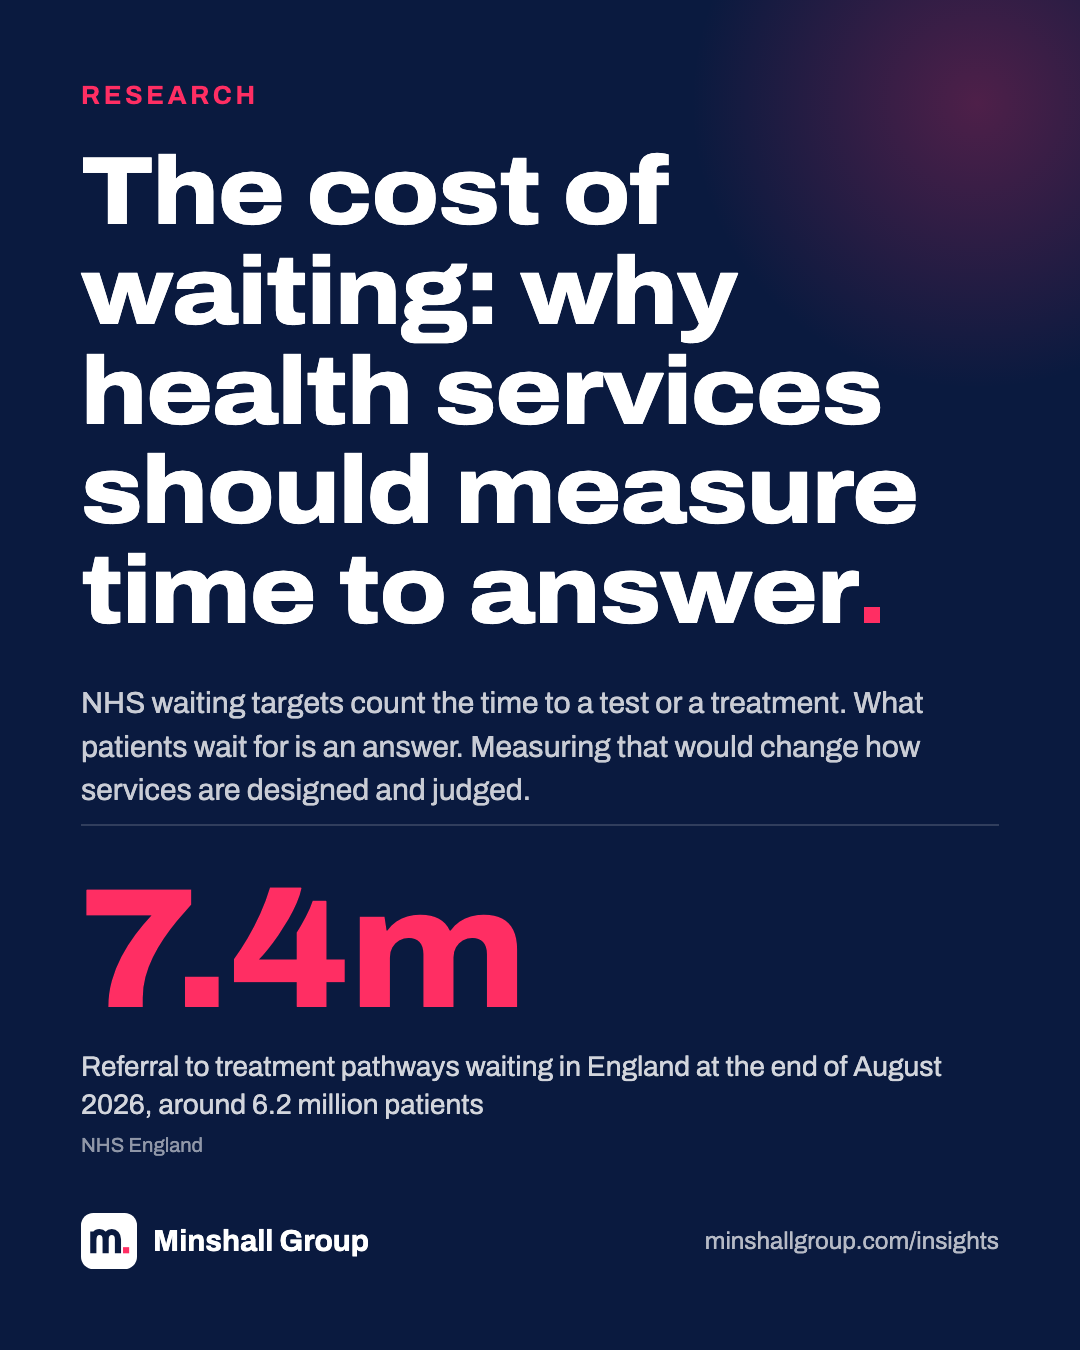 RESEARCH
The cost of
waiting: why
health services
should measure
time to answer.
NHS waiting targets count the time to a test or a treatment. What
patients wait for is an answer. Measuring that would change how
services are designed and judged.
7.4m
Referral to treatment pathways waiting in England at the end of August
2026, around 6.2 million patients
NHS England
m. Minshall Group
minshallgroup.com/insights